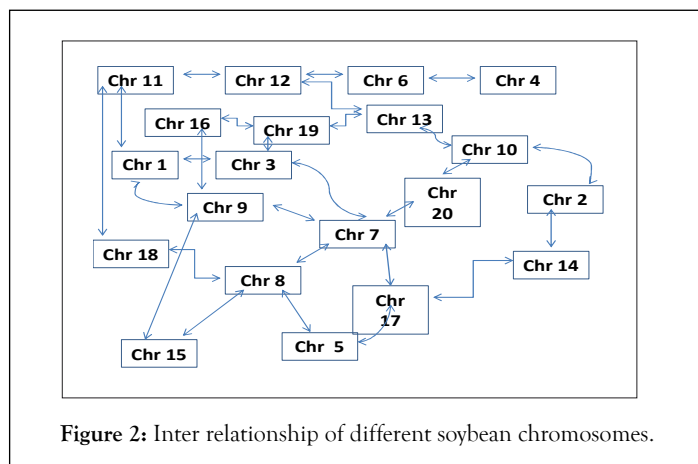 Chr 11
Chr 12
Chr 6
Chr 4
Chr 16
Chr 19
Chr 13
Chr 10
Chr 1
Chr 3
Chr
20
Chr 2
Chr 9
Chr 7
Chr 18
Chr 8
Chr 14
Chr
17
Chr 15
Chr 5
Figure 2: Inter relationship of different soybean chromosomes.